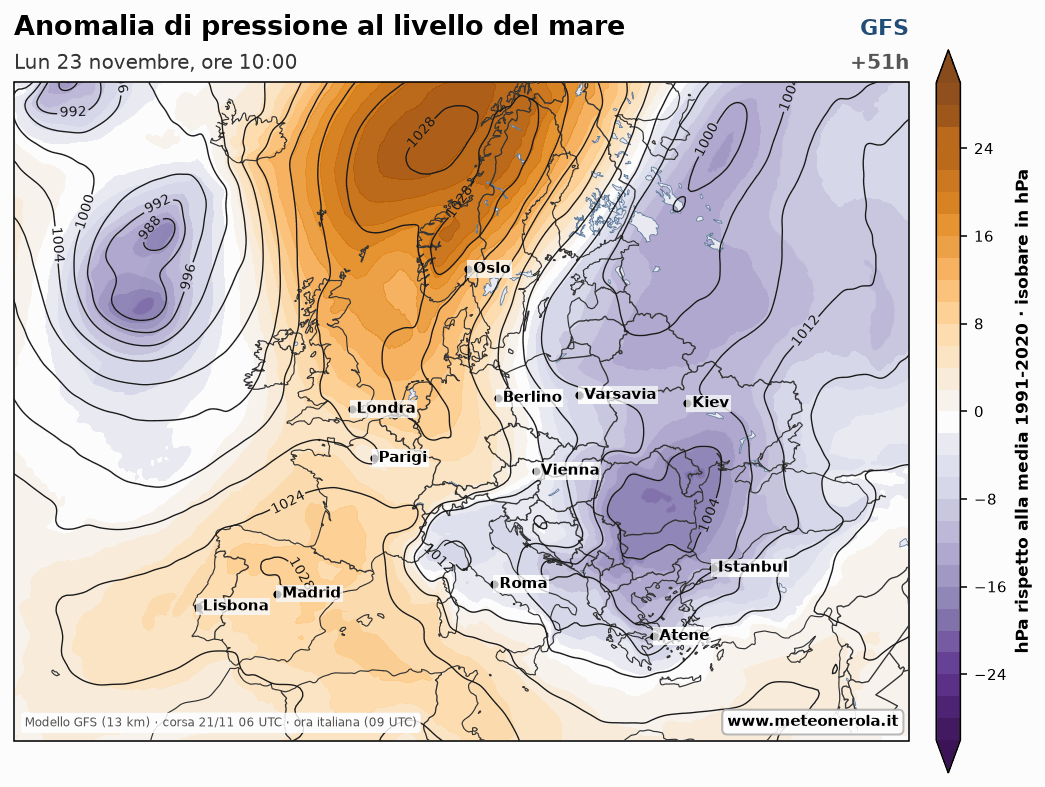 Anomalia di pressione al livello del mare
GFS
Lun 23 novembre, ore 10:00
+51h
992
1000
1004
992
988
996
1028
1028
1000
1004
1012
Oslo
Berlino
Varsavia
Kiev
Londra
Parigi
Vienna
1024
1004
1012
1028
Istanbul
Roma
Madrid
Lisbona
Atene
24
16
8
0
−8
−16
−24
hPa rispetto alla media 1991-2020 · isobare in hPa
Modello GFS (13 km) · corsa 21/11 06 UTC · ora italiana (09 UTC)
www.meteonerola.it